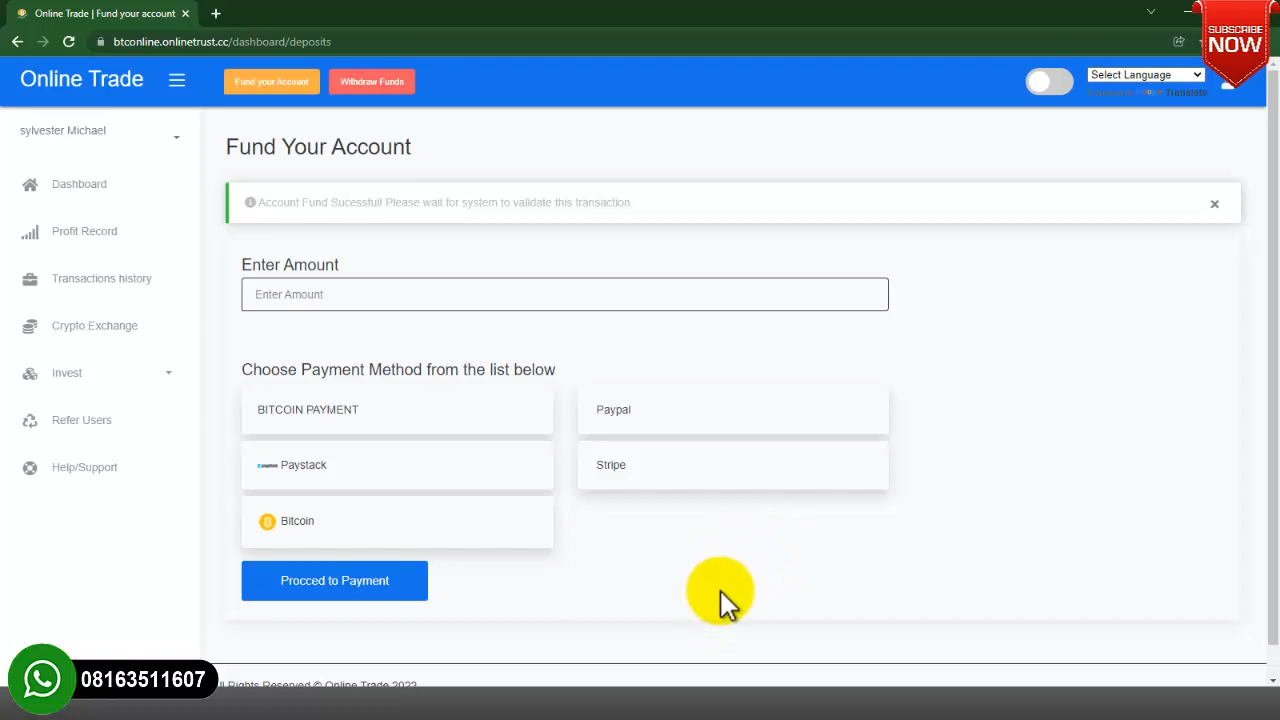 Online Trade | Fund your account
btconline.onlinetrust.cc/dashboard/deposits
SUBSCRIBE
NOW
Online Trade
Fund your Account
Withdraw Funds
Select Language
Translate
sylvester Michael
Dashboard
Profit Record
Transactions history
Crypto Exchange
Invest
Refer Users
Help/Support
Fund Your Account
Account Fund Sucessful! Please wait for system to validate this transaction.
Enter Amount
Enter Amount
Choose Payment Method from the list below
BITCOIN PAYMENT
Paypal
Paystack
Stripe
Bitcoin
Procced to Payment
08163511607
ll Rights Reserved © Online Trade 2022